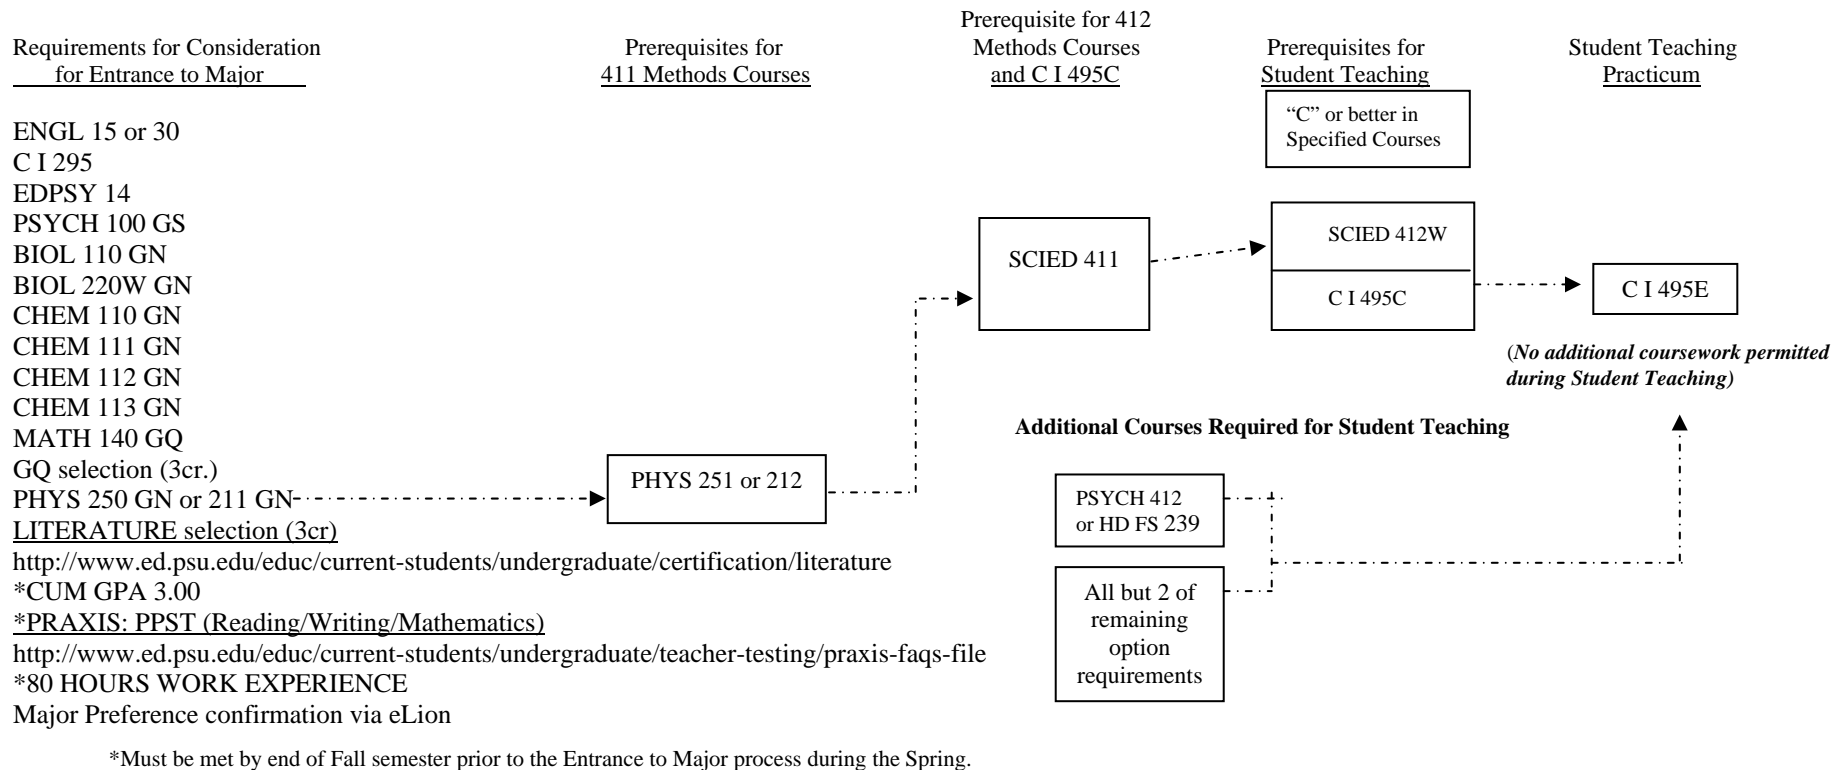 Requirements for Consideration
for Entrance to Major
Prerequisites for
411 Methods Courses
Prerequisite for 412
Methods Courses
and C I 495C
Prerequisites for
Student Teaching
Student Teaching
Practicum
“C” or better in
Specified Courses
ENGL 15 or 30
C I 295
EDPSY 14
PSYCH 100 GS
BIOL 110 GN
BIOL 220W GN
CHEM 110 GN
CHEM 111 GN
CHEM 112 GN
CHEM 113 GN
MATH 140 GQ
GQ selection (3cr.)
PHYS 250 GN or 211 GN
LITERATURE selection (3cr)
http://www.ed.psu.edu/educ/current-students/undergraduate/certification/literature
*CUM GPA 3.00
*PRAXIS: PPST (Reading/Writing/Mathematics)
http://www.ed.psu.edu/educ/current-students/undergraduate/teacher-testing/praxis-faqs-file
*80 HOURS WORK EXPERIENCE
Major Preference confirmation via eLion
PHYS 251 or 212
SCIED 411
SCIED 412W
C I 495C
C I 495E
(No additional coursework permitted
during Student Teaching)
Additional Courses Required for Student Teaching
PSYCH 412
or HD FS 239
All but 2 of
remaining
option
requirements
*Must be met by end of Fall semester prior to the Entrance to Major process during the Spring.